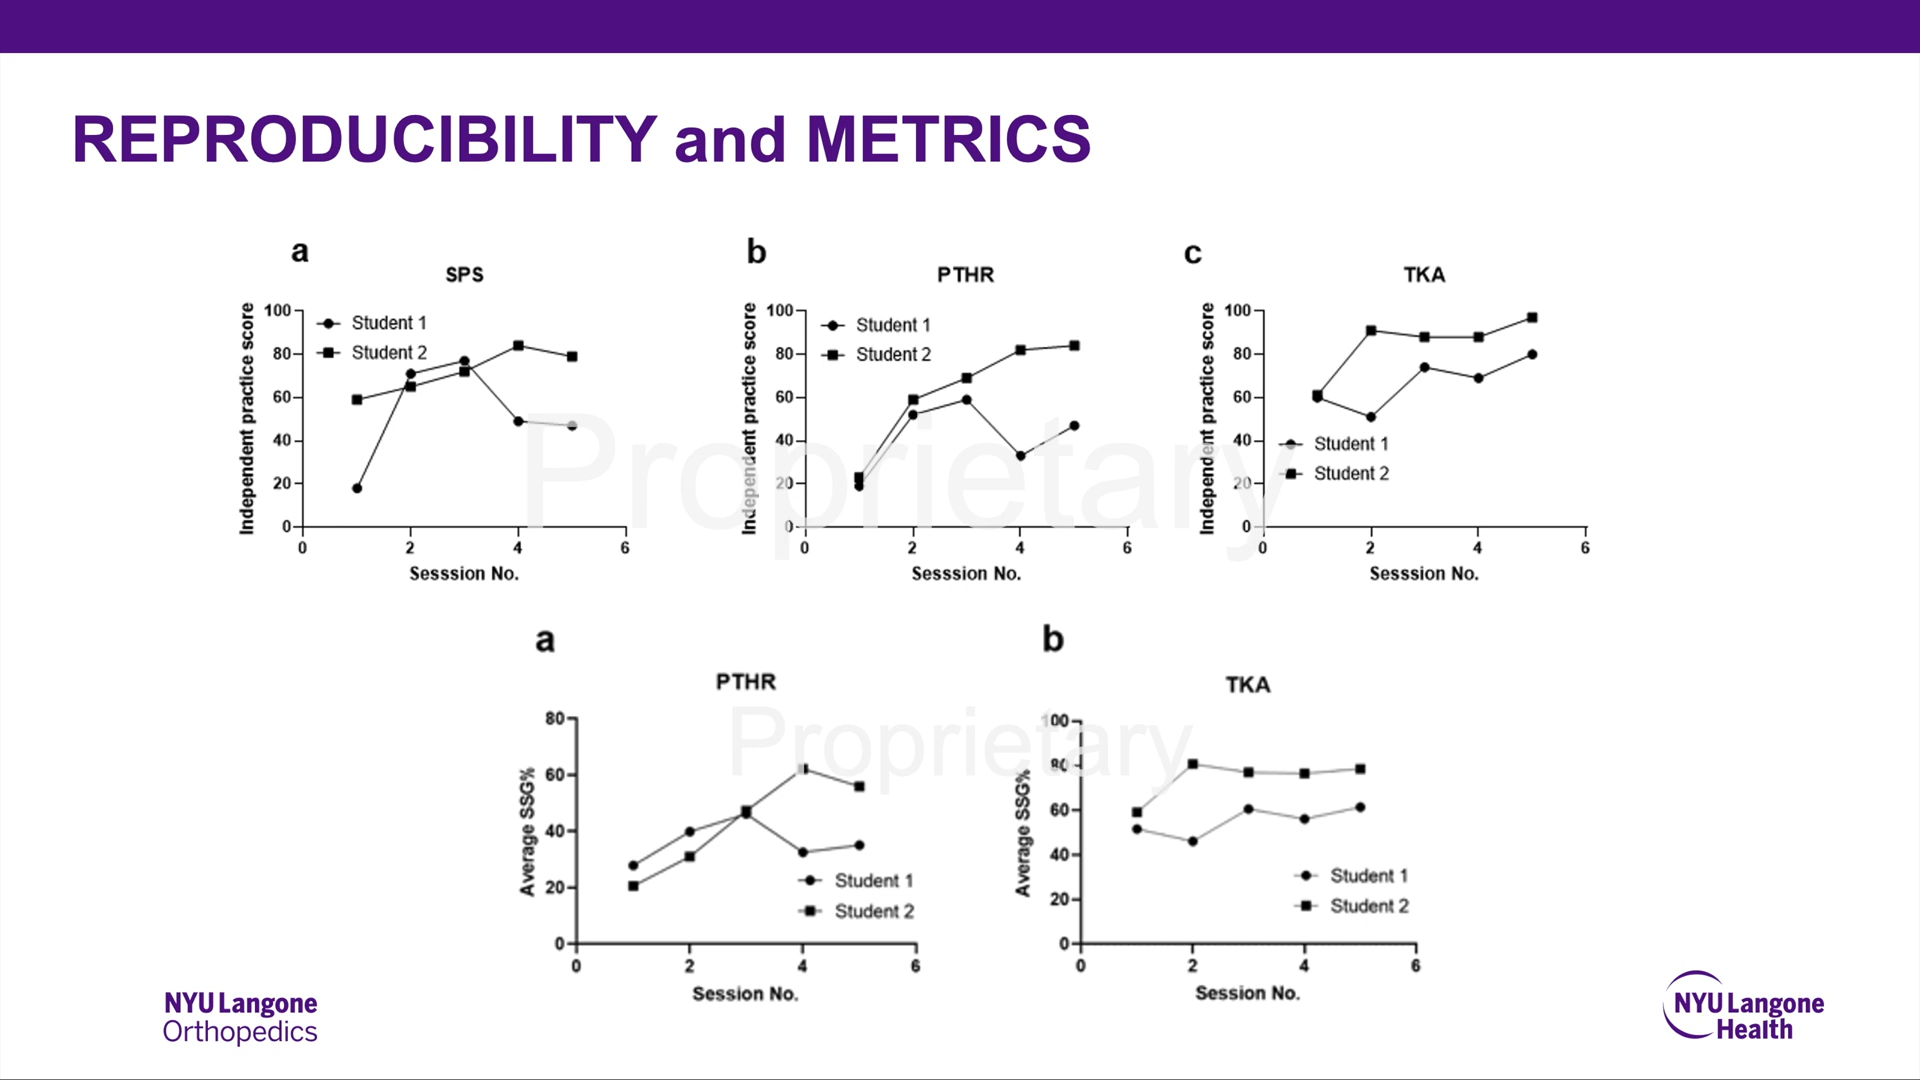 REPRODUCIBILITY and METRICS
a
SPS
Independent practice score
100
80
60
40
20
0
Student 1
Student 2
0 2 4 6
Sesssion No.
b
PTHR
Independent practice score
100
80
60
40
20
0
Student 1
Student 2
0 2 4 6
Sesssion No.
c
TKA
Independent practice score
100
80
60
40
20
0
Student 1
Student 2
0 2 4 6
Sesssion No.
Proprietary
a
PTHR
Average SSG%
80
60
40
20
0
Student 1
Student 2
0 2 4 6
Session No.
b
TKA
Average SSG%
100
80
60
40
20
0
Student 1
Student 2
0 2 4 6
Session No.
Proprietary
NYU Langone
Orthopedics
NYU Langone
Health